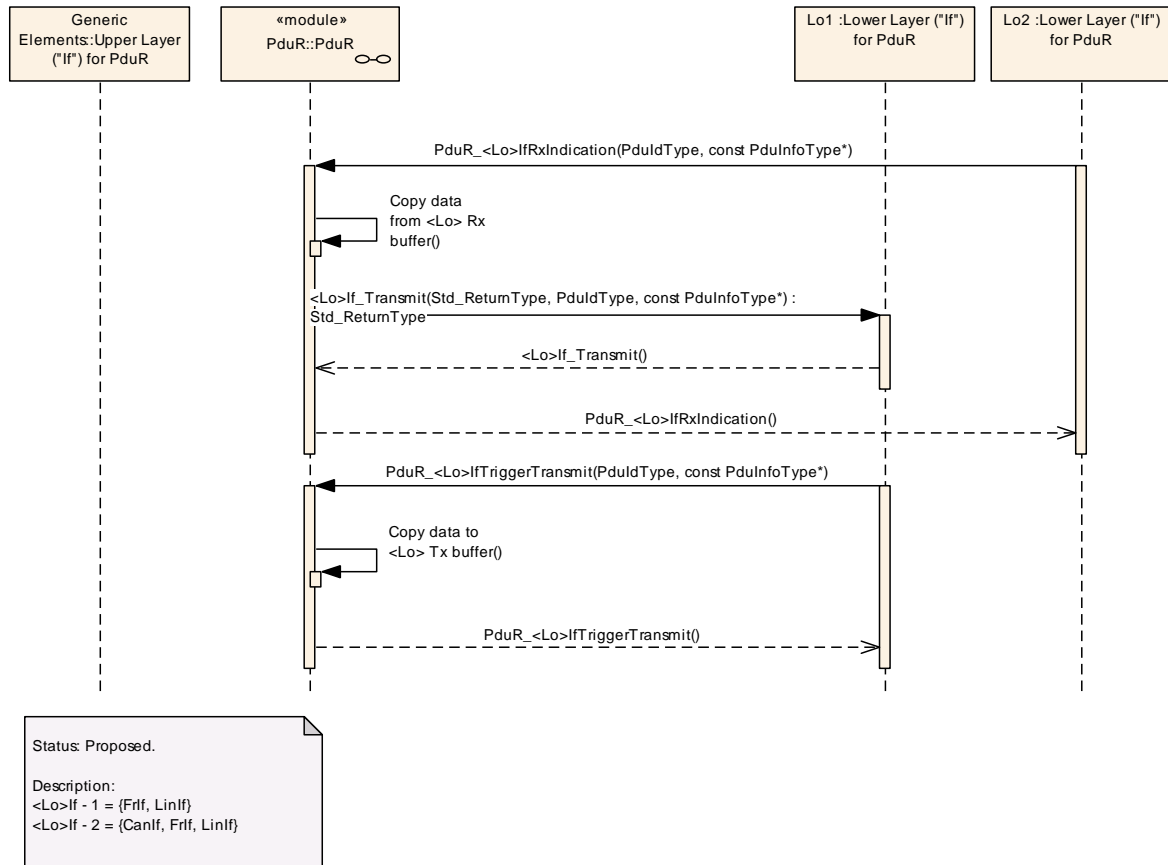 Generic
Elements::Upper Layer
("If") for PduR
«module»
PduR::PduR
Lo1 :Lower Layer ("If")
for PduR
Lo2 :Lower Layer ("If")
for PduR
PduR_<Lo>IfRxIndication(PduIdType, const PduInfoType*)
Copy data
from <Lo> Rx
buffer()
<Lo>If_Transmit(Std_ReturnType, PduIdType, const PduInfoType*) :
Std_ReturnType
<Lo>If_Transmit()
PduR_<Lo>IfRxIndication()
PduR_<Lo>IfTriggerTransmit(PduIdType, const PduInfoType*)
Copy data to
<Lo> Tx buffer()
PduR_<Lo>IfTriggerTransmit()
Status: Proposed.
Description:
<Lo>If - 1 = {FrIf, LinIf}
<Lo>If - 2 = {CanIf, FrIf, LinIf}